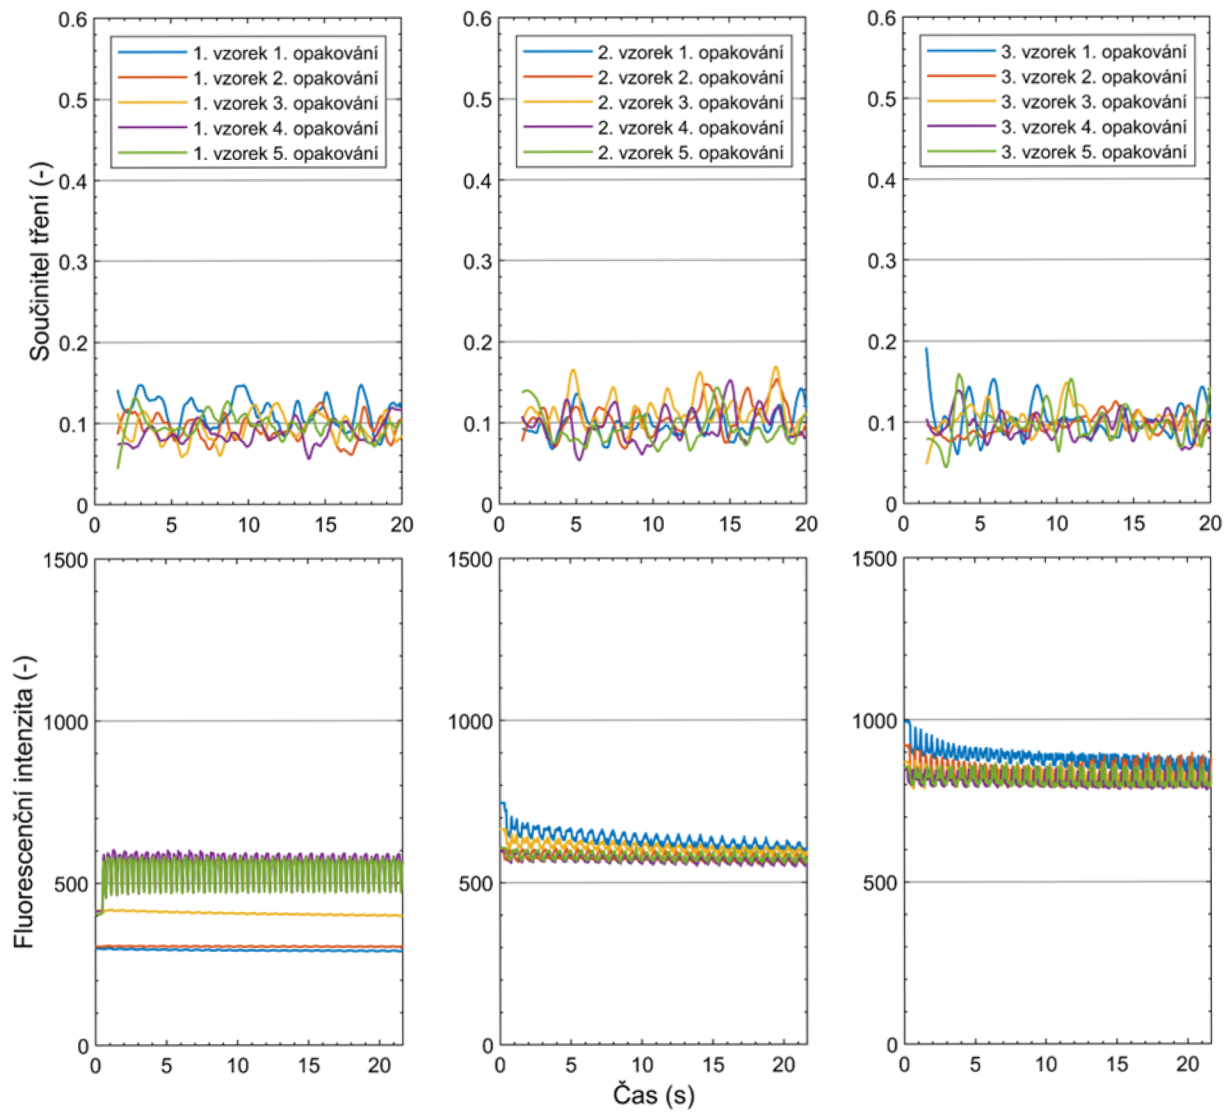 0.6
0.5
0.4
0.3
0.2
0.1
0
0 5 10 15 20
Součinitel tření (-)
1. vzorek 1. opakování
1. vzorek 2. opakování
1. vzorek 3. opakování
1. vzorek 4. opakování
1. vzorek 5. opakování
0.6
0.5
0.4
0.3
0.2
0.1
0
0 5 10 15 20
2. vzorek 1. opakování
2. vzorek 2. opakování
2. vzorek 3. opakování
2. vzorek 4. opakování
2. vzorek 5. opakování
0.6
0.5
0.4
0.3
0.2
0.1
0
0 5 10 15 20
3. vzorek 1. opakování
3. vzorek 2. opakování
3. vzorek 3. opakování
3. vzorek 4. opakování
3. vzorek 5. opakování
1500
1000
500
0
0 5 10 15 20
Fluorescenční intenzita (-)
1500
1000
500
0
0 5 10 15 20
1500
1000
500
0
0 5 10 15 20
Čas (s)